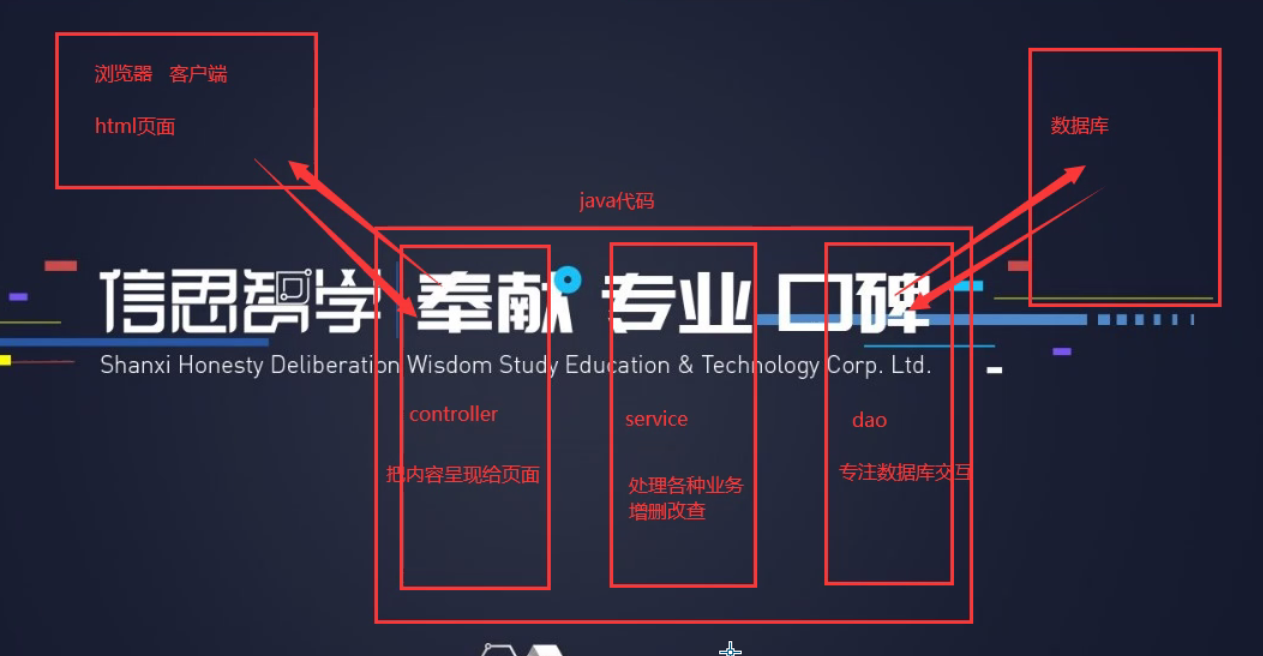 浏览器 客户端
html页面
数据库
java代码
信思智学 奉献 专业 口碑
Shanxi Honesty Deliberation Wisdom Study Education & Technology Corp. Ltd.
controller
service
dao
把内容呈现给页面
处理各种业务
增删改查
专注数据库交互